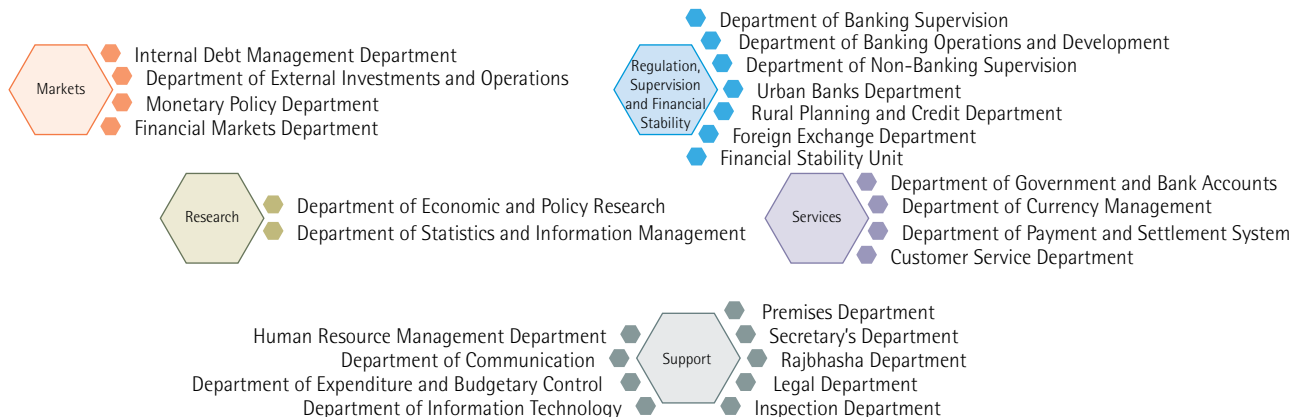 Markets
Internal Debt Management Department
Department of External Investments and Operations
Monetary Policy Department
Financial Markets Department
Regulation,
Supervision
and Financial
Stability
Department of Banking Supervision
Department of Banking Operations and Development
Department of Non-Banking Supervision
Urban Banks Department
Rural Planning and Credit Department
Foreign Exchange Department
Financial Stability Unit
Research
Department of Economic and Policy Research
Department of Statistics and Information Management
Services
Department of Government and Bank Accounts
Department of Currency Management
Department of Payment and Settlement System
Customer Service Department
Human Resource Management Department
Department of Communication
Department of Expenditure and Budgetary Control
Department of Information Technology
Support
Premises Department
Secretary's Department
Rajbhasha Department
Legal Department
Inspection Department